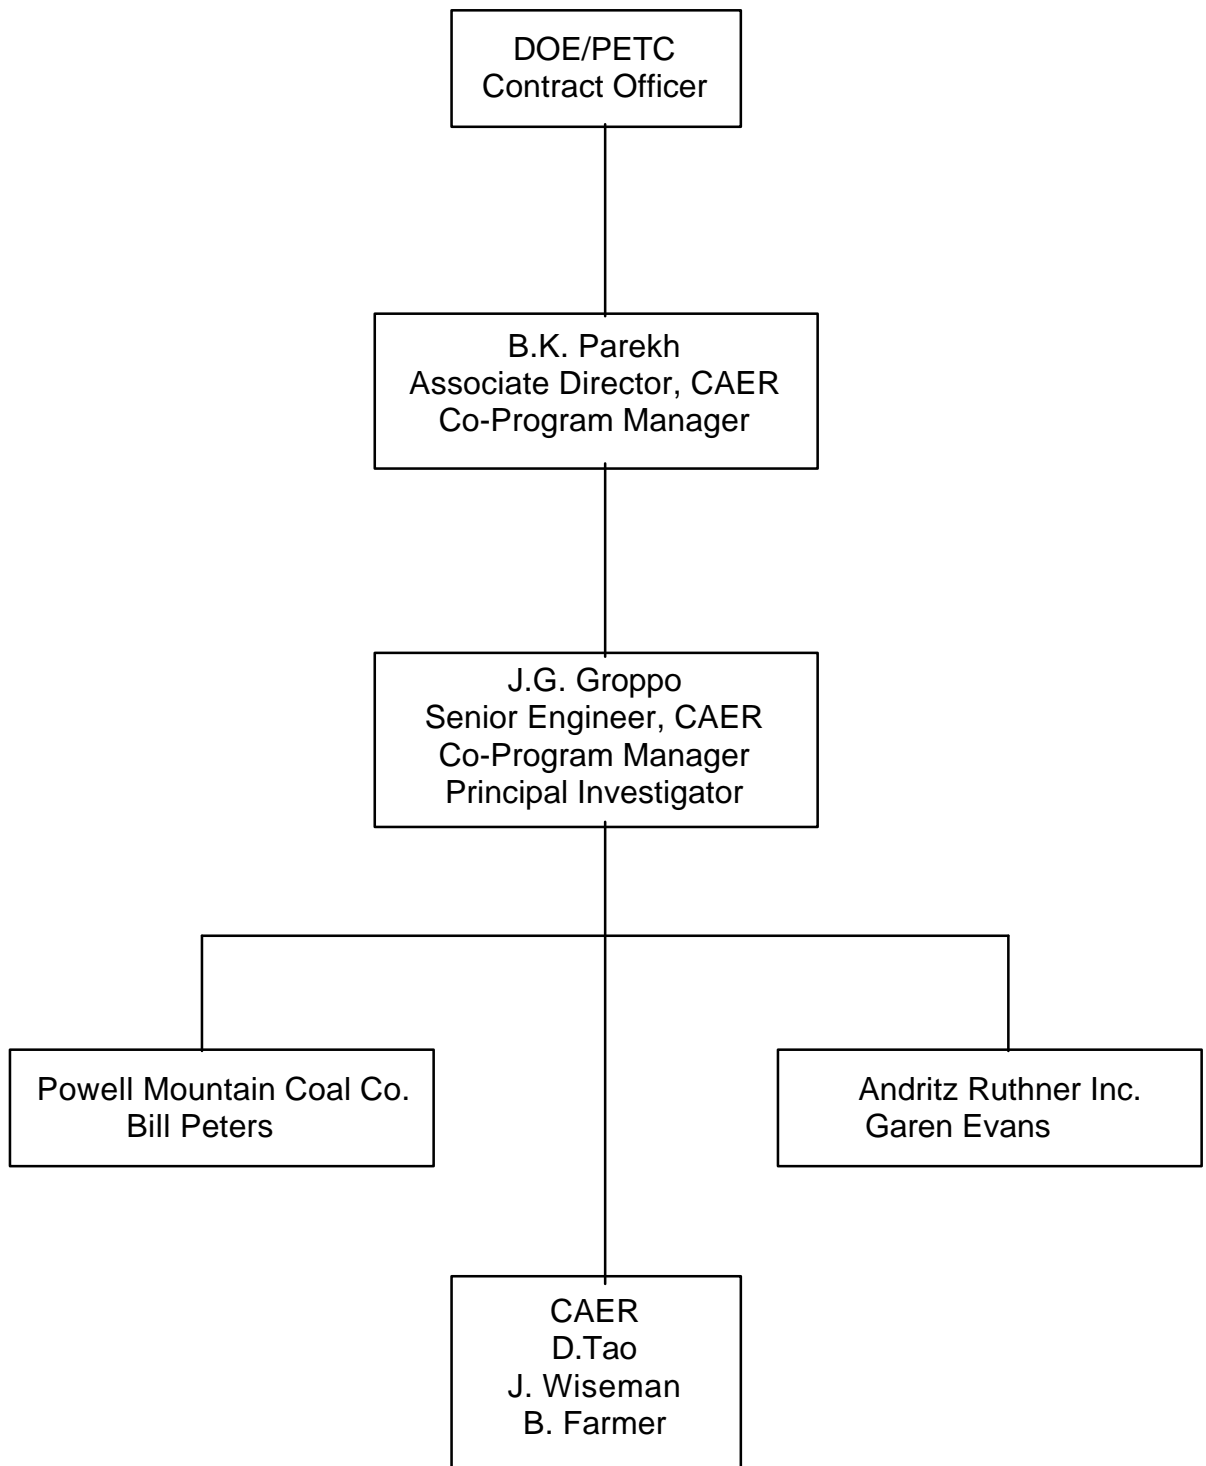 DOE/PETC
Contract Officer
B.K. Parekh
Associate Director, CAER
Co-Program Manager
J.G. Groppo
Senior Engineer, CAER
Co-Program Manager
Principal Investigator
Powell Mountain Coal Co.
Bill Peters
Andritz Ruthner Inc.
Garen Evans
CAER
D.Tao
J. Wiseman
B. Farmer